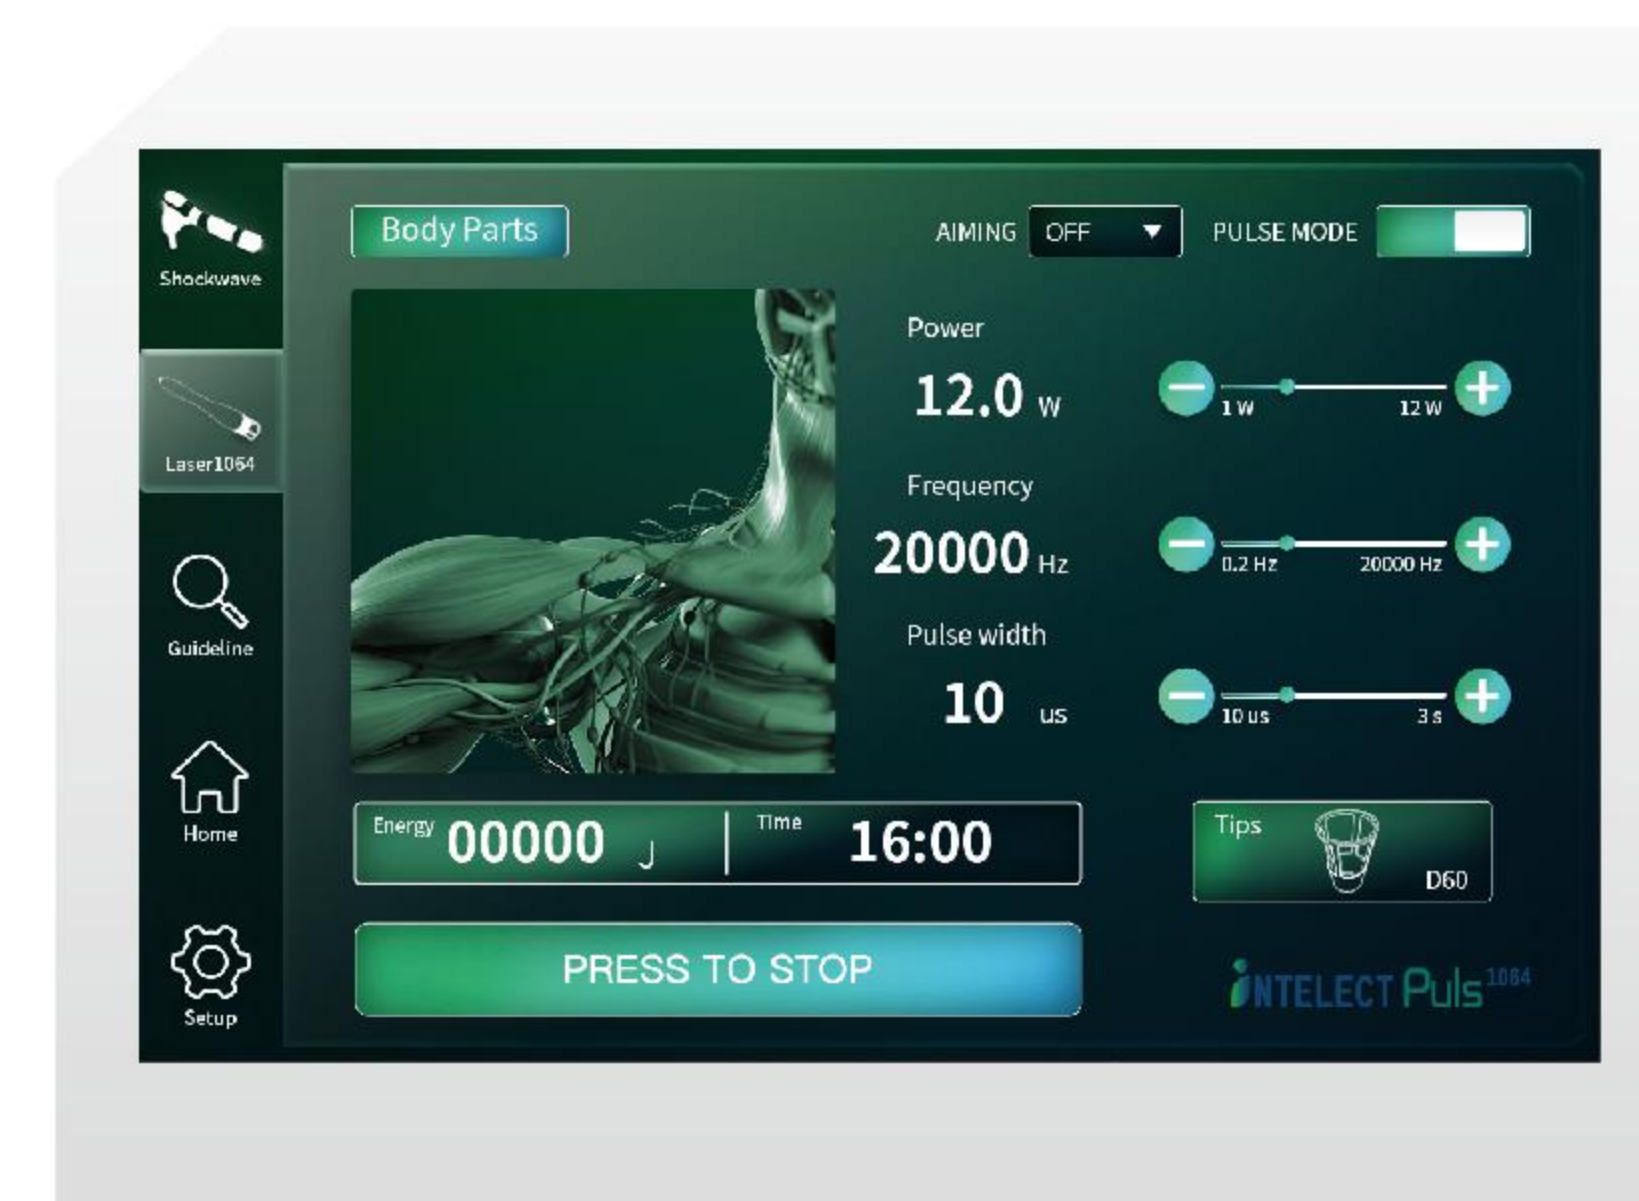 Shockwave
Laser1064
Guideline
Home
Setup
Body Parts
AIMING OFF PULSE MODE
Power
12.0 W
1 W 12 W
Frequency
20000 Hz
0.2 Hz 20000 Hz
Pulse width
10 us
10 us 3 s
Energy 00000 J Time 16:00
Tips
D60
PRESS TO STOP
iNTELECT Puls 1064